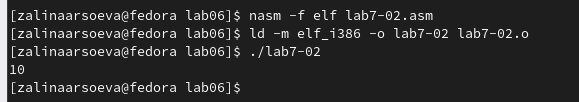 [zalinaarsoeva@fedora lab06]$ nasm -f elf lab7-02.asm
[zalinaarsoeva@fedora lab06]$ ld -m elf_i386 -o lab7-02 lab7-02.o
[zalinaarsoeva@fedora lab06]$ ./lab7-02
10
[zalinaarsoeva@fedora lab06]$